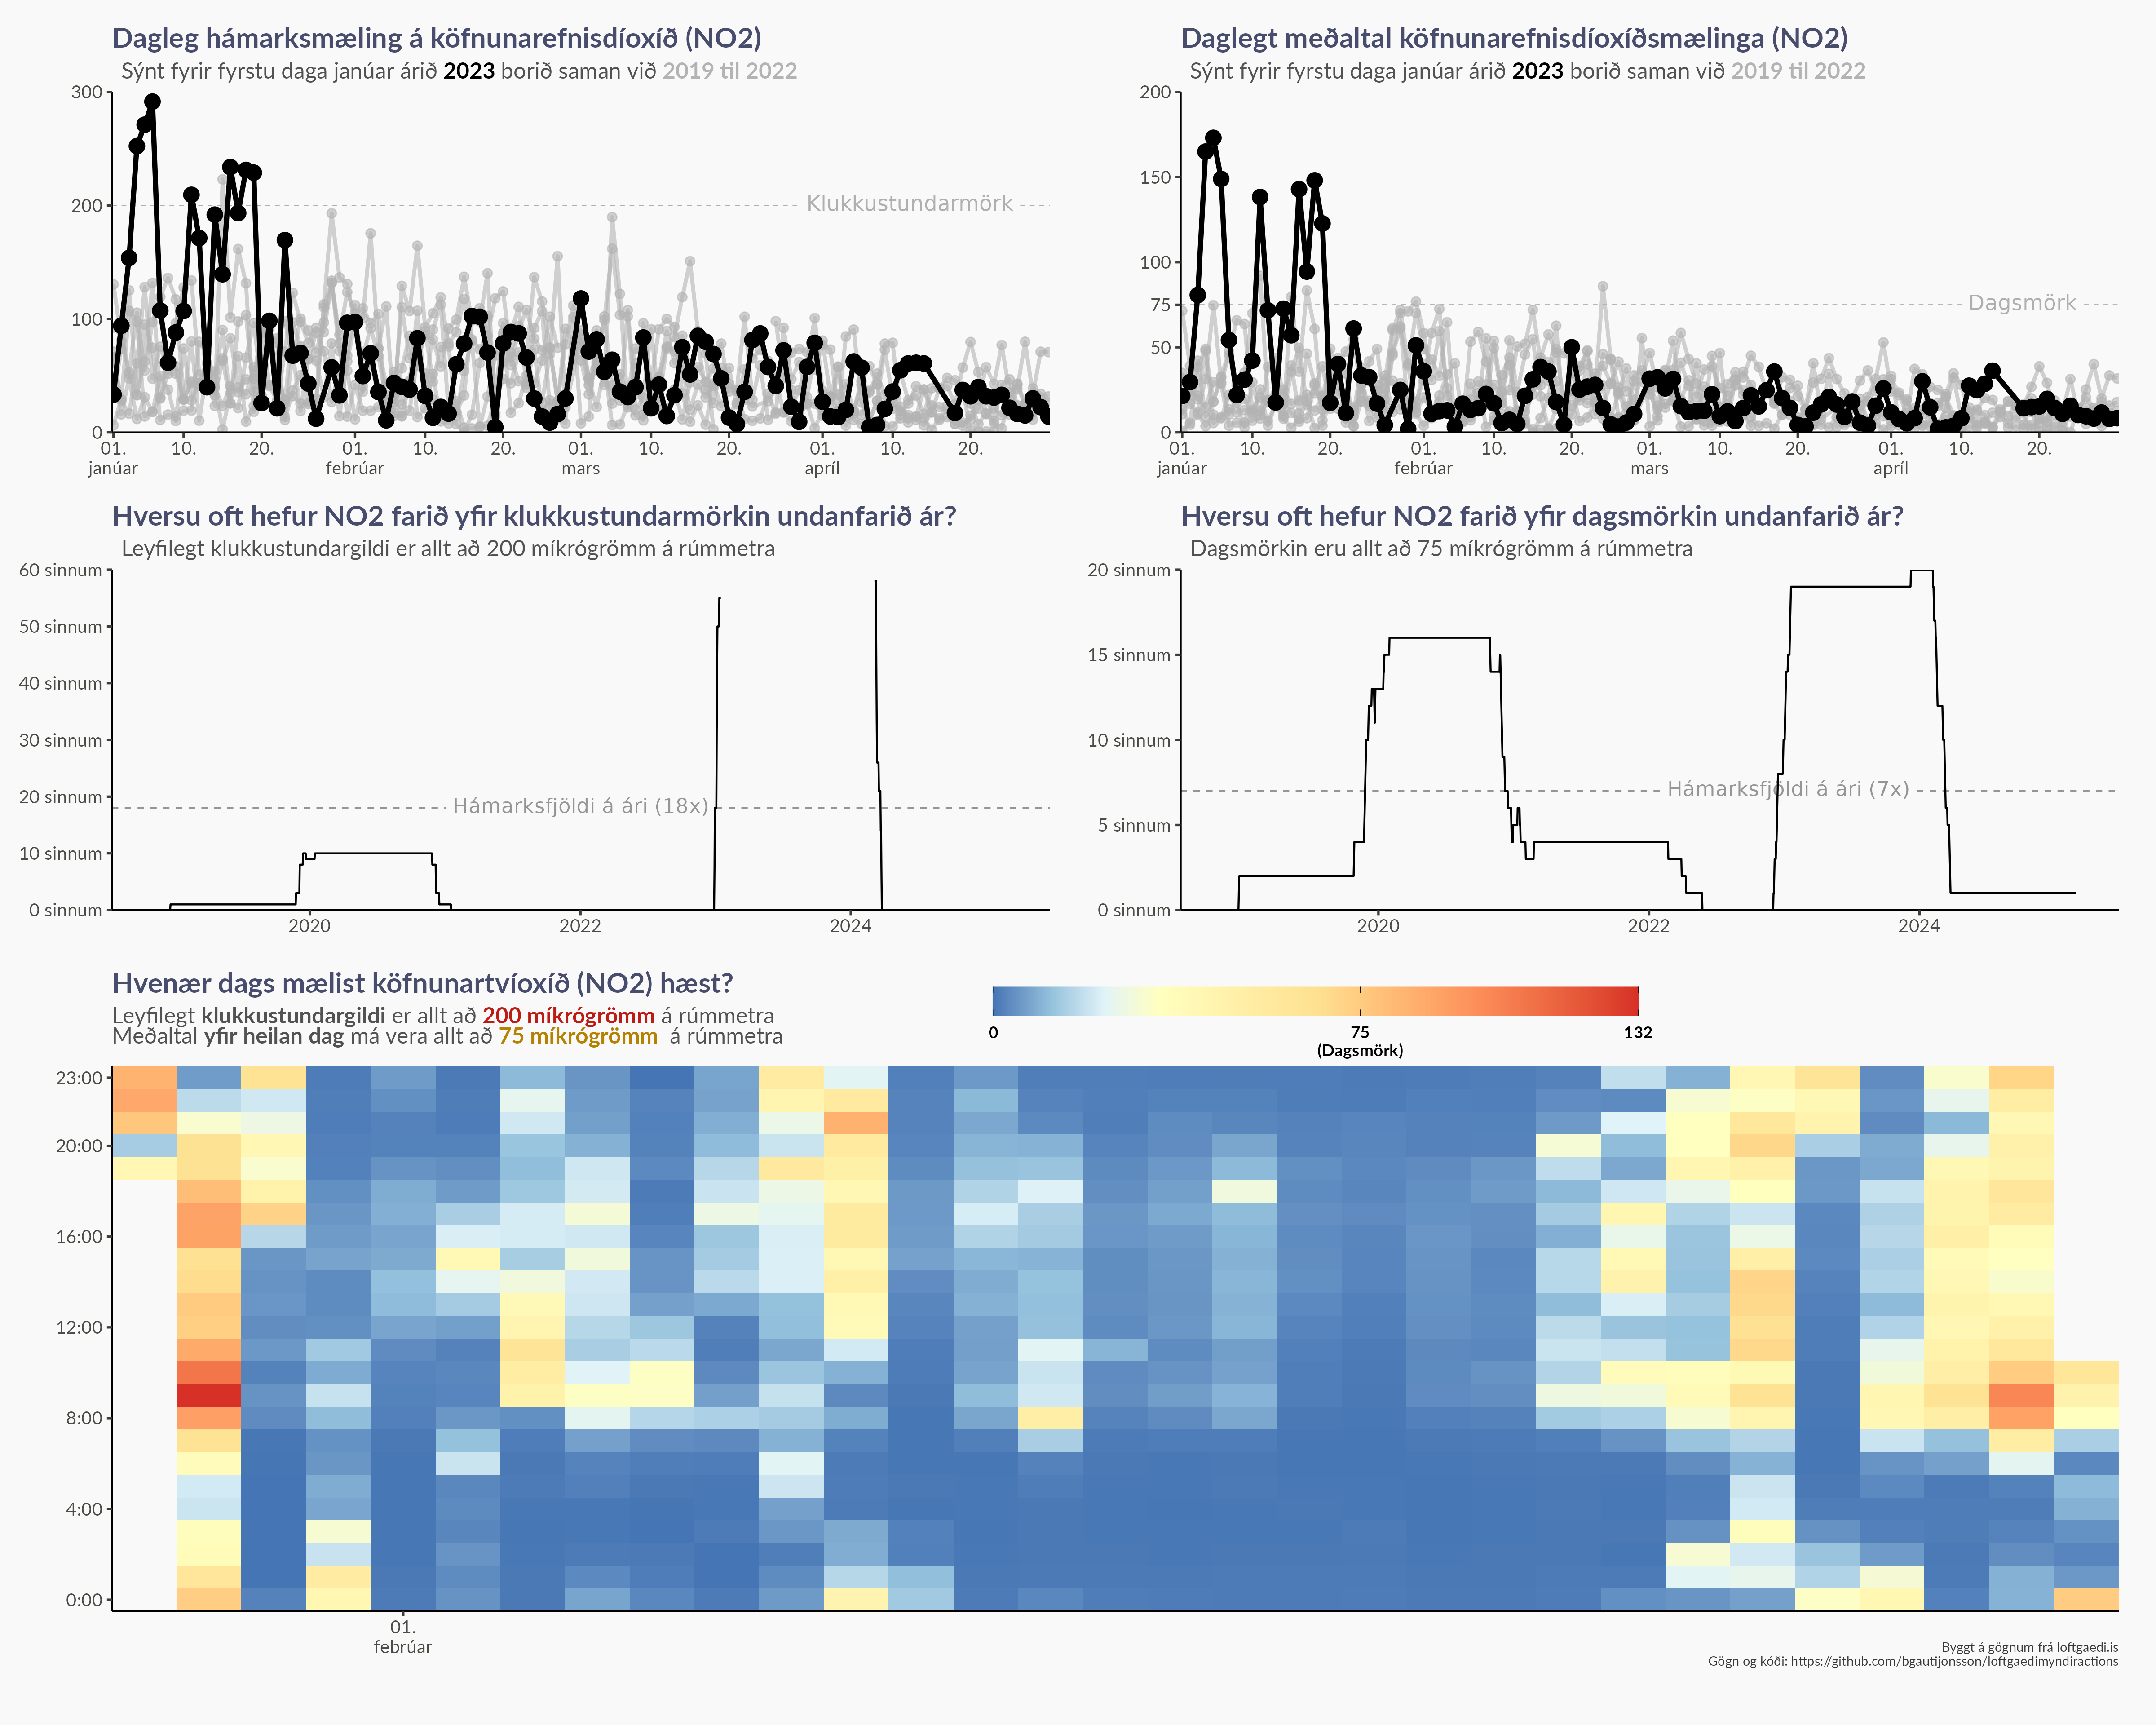 Dagleg hámarksmæling á köfnunarefnisdíoxíð (NO2)
Sýnt fyrir fyrstu daga janúar árið 2023 borið saman við 2019 til 2022
300
200
100
0
Klukkustundarmörk
01. 10. 20. 01. 10. 20. 01. 10. 20. 01. 10. 20.
janúar febrúar mars apríl
Daglegt meðaltal köfnunarefnisdíoxíðsmælinga (NO2)
Sýnt fyrir fyrstu daga janúar árið 2023 borið saman við 2019 til 2022
200
150
100
75
50
0
Dagsmörk
01. 10. 20. 01. 10. 20. 01. 10. 20. 01. 10. 20.
janúar febrúar mars apríl
Hversu oft hefur NO2 farið yfir klukkustundarmörkin undanfarið ár?
Leyfilegt klukkustundargildi er allt að 200 míkrógrömm á rúmmetra
60 sinnum
50 sinnum
40 sinnum
30 sinnum
20 sinnum
10 sinnum
0 sinnum
Hámarksfjöldi á ári (18x)
2020 2022 2024
Hversu oft hefur NO2 farið yfir dagsmörkin undanfarið ár?
Dagsmörkin eru allt að 75 míkrógrömm á rúmmetra
20 sinnum
15 sinnum
10 sinnum
5 sinnum
0 sinnum
Hámarksfjöldi á ári (7x)
2020 2022 2024
Hvenær dags mælist köfnunartvíoxíð (NO2) hæst?
Leyfilegt klukkustundargildi er allt að 200 míkrógrömm á rúmmetra
Meðaltal yfir heilan dag má vera allt að 75 míkrógrömm á rúmmetra
0 75 132
(Dagsmörk)
23:00
20:00
16:00
12:00
8:00
4:00
0:00
01.
febrúar
Byggt á gögnum frá loftgaedi.is
Gögn og kóði: https://github.com/bgautijonsson/loftgaedimyndiractions